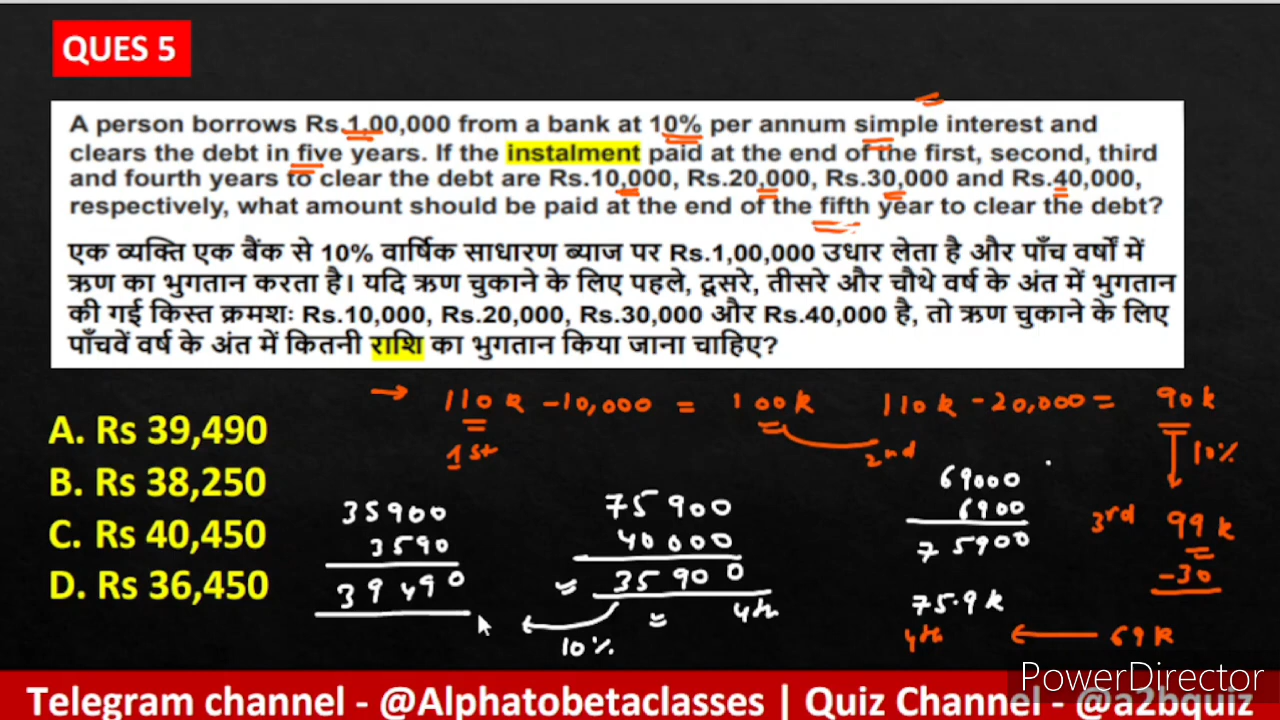 QUES 5
A person borrows Rs.1,00,000 from a bank at 10% per annum simple interest and
clears the debt in five years. If the instalment paid at the end of the first, second, third
and fourth years to clear the debt are Rs.10,000, Rs.20,000, Rs.30,000 and Rs.40,000,
respectively, what amount should be paid at the end of the fifth year to clear the debt?
एक व्यक्ति एक बैंक से 10% वार्षिक साधारण ब्याज पर Rs.1,00,000 उधार लेता है और पाँच वर्षों में
ऋण का भुगतान करता है। यदि ऋण चुकाने के लिए पहले, दूसरे, तीसरे और चौथे वर्ष के अंत में भुगतान
की गई किस्त क्रमशः Rs.10,000, Rs.20,000, Rs.30,000 और Rs.40,000 है, तो ऋण चुकाने के लिए
पाँचवें वर्ष के अंत में कितनी राशि का भुगतान किया जाना चाहिए?
→ 110 k -10,000 = 100k 110k -20,000 = 90k
1st
2nd
10%
A. Rs 39,490
B. Rs 38,250
C. Rs 40,450
D. Rs 36,450
35900
3590
39490
75900
40000
= 35900
4th
=
10%
69000
6900
75900
75.9k
4th
3rd 99k
-30
69k
PowerDirector
Telegram channel - @Alphatobetaclasses | Quiz Channel - @a2bquiz